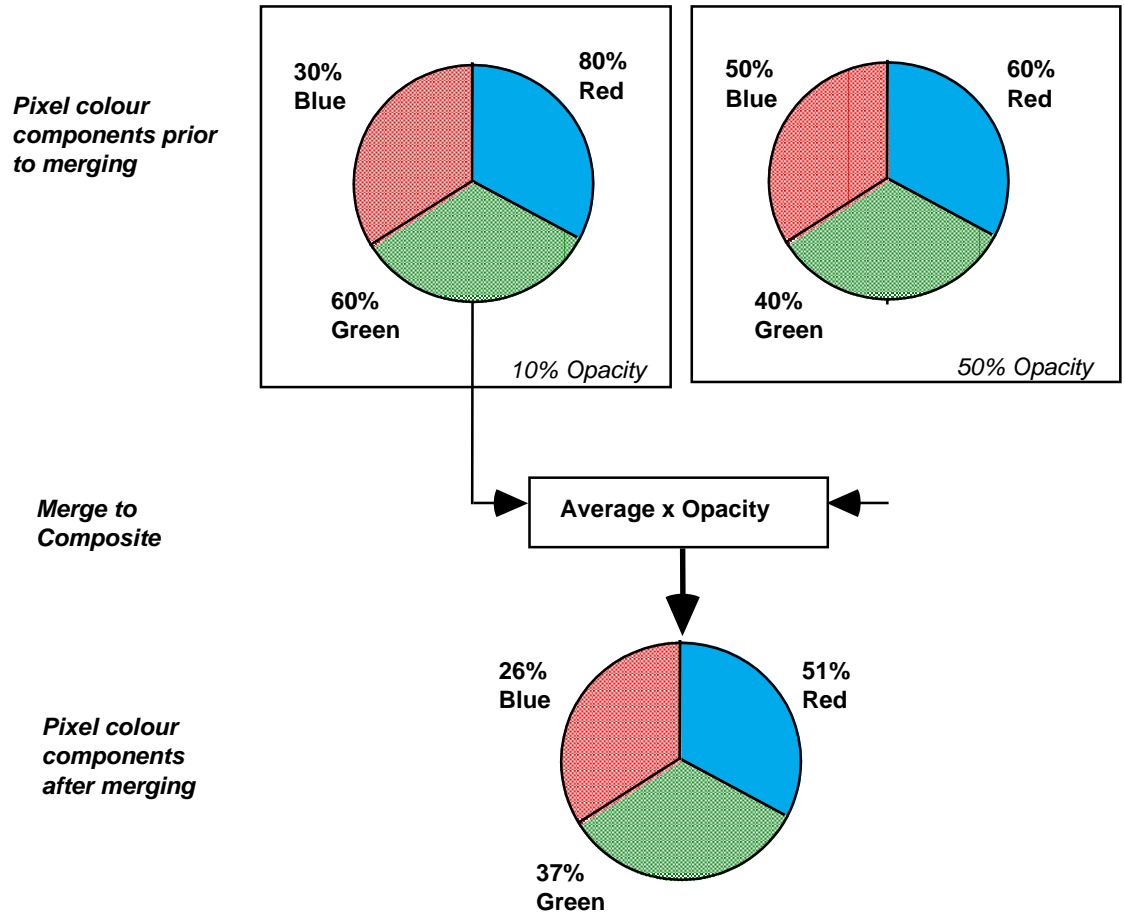 Pixel colour
components prior
to merging
30%
Blue
80%
Red
60%
Green
10% Opacity
50%
Blue
60%
Red
40%
Green
50% Opacity
Merge to
Composite
Average x Opacity
Pixel colour
components
after merging
26%
Blue
51%
Red
37%
Green